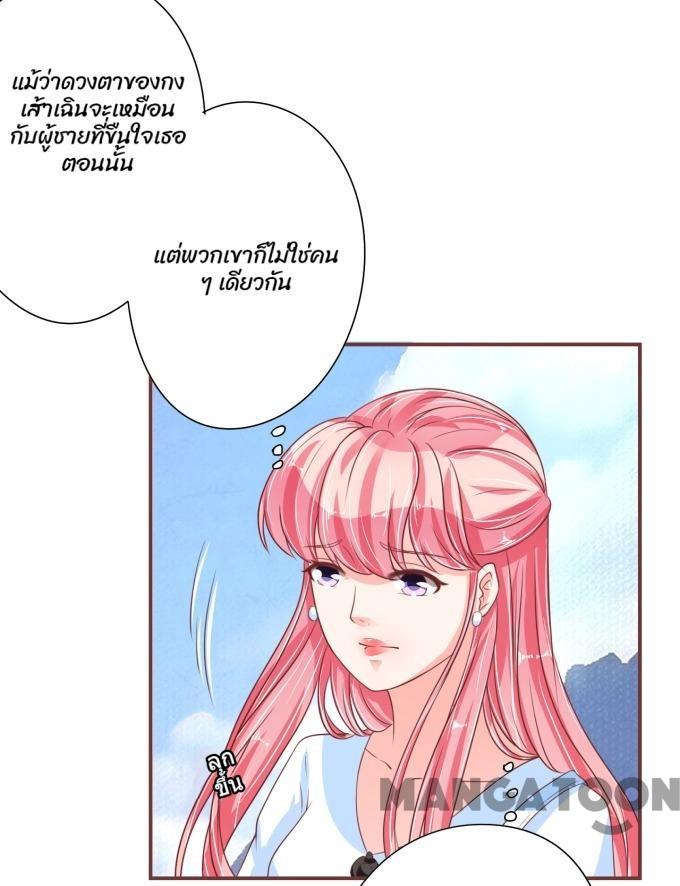 แม้ว่าดวงตาของกง
เส้าเฉินจะเหมือน
กับผู้ชายที่ขืนใจเธอ
ตอนนั้น
แต่พวกเขาก็ไม่ใช่คน
ๆ เดียวกัน
ลุก
ขึ้น
MANGATOON